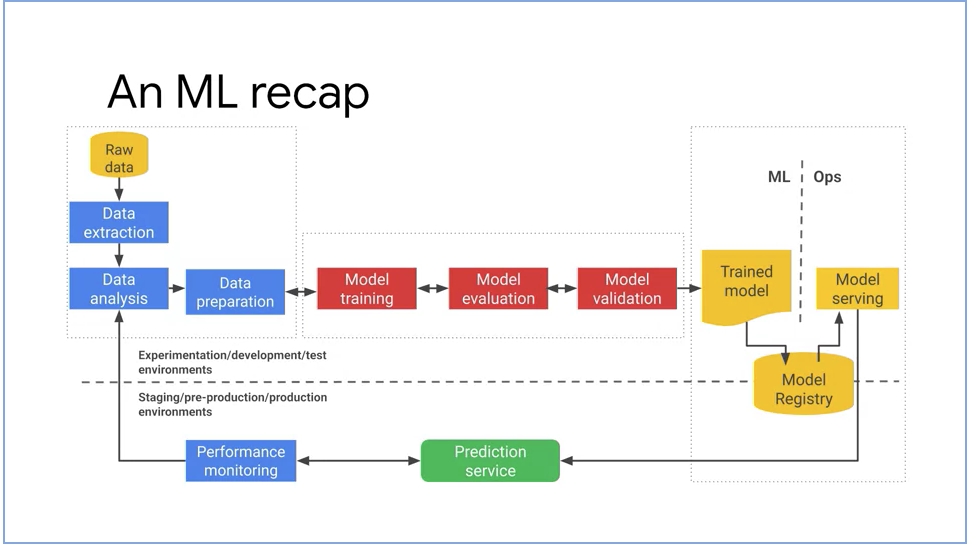 An ML recap
Raw
data
Data
extraction
Data
analysis
Data
preparation
Model
training
Model
evaluation
Model
validation
ML
Ops
Trained
model
Model
serving
Model
Registry
Experimentation/development/test
environments
Staging/pre-production/production
environments
Performance
monitoring
Prediction
service